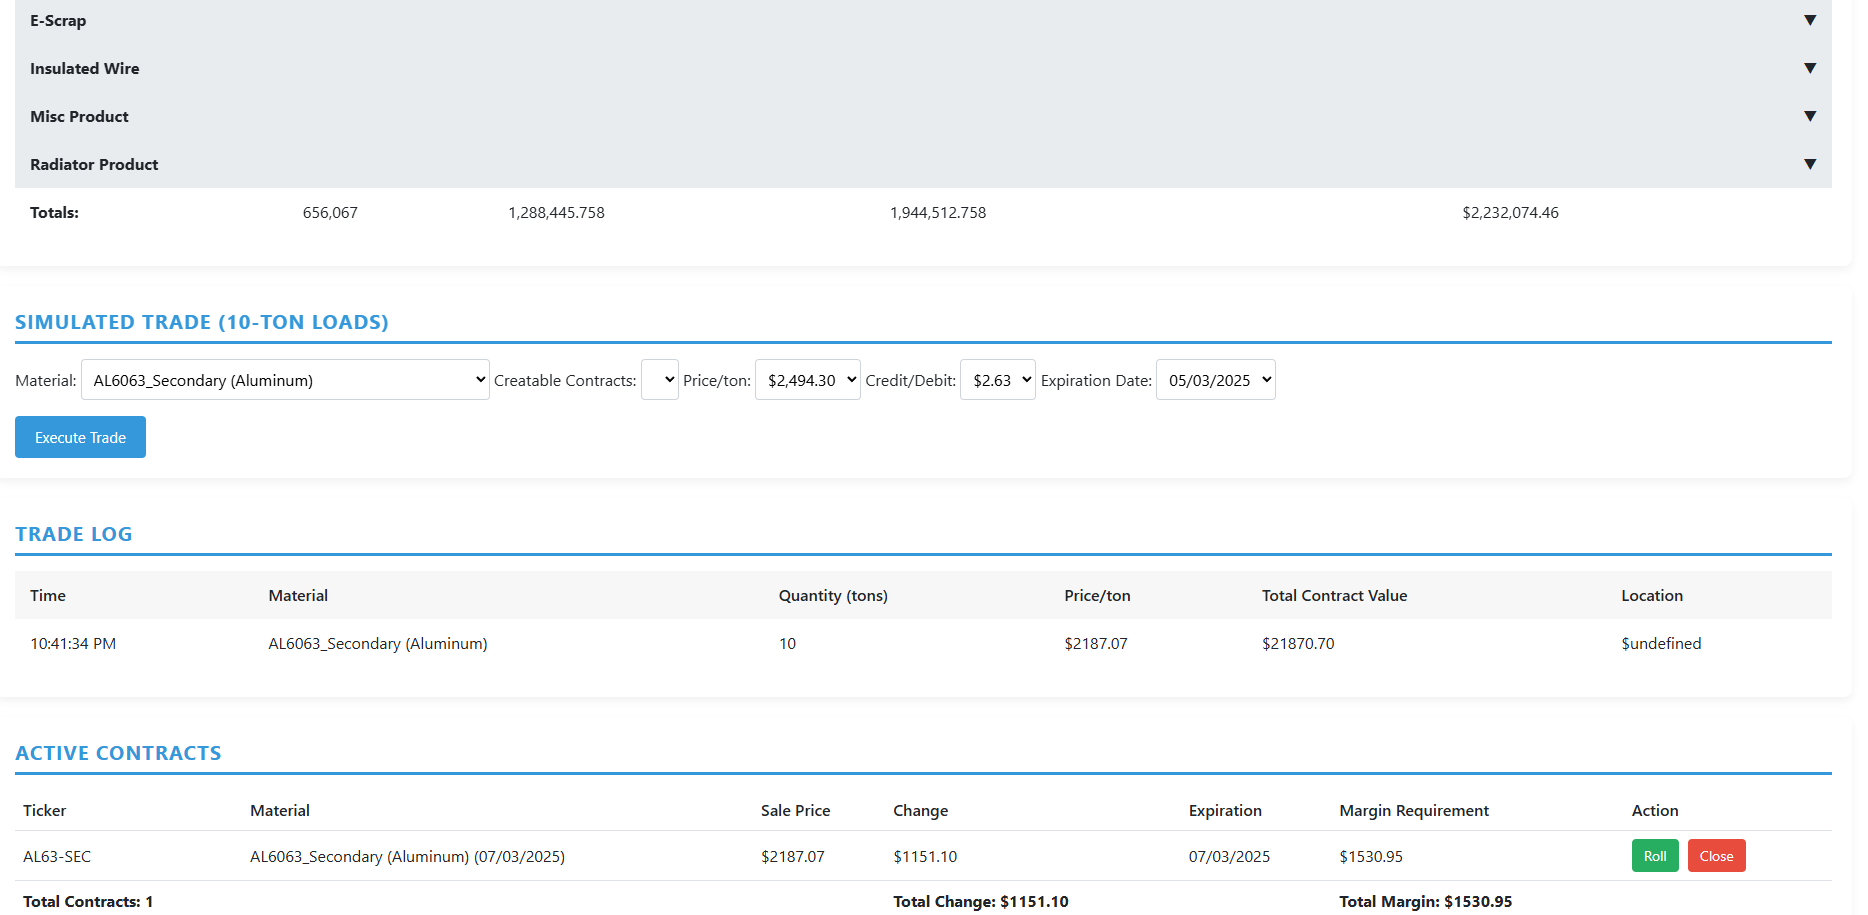 E-Scrap ▼
Insulated Wire ▼
Misc Product ▼
Radiator Product ▼
Totals: 656,067 1,288,445.758 1,944,512.758 $2,232,074.46
SIMULATED TRADE (10-TON LOADS)
Material: AL6063_Secondary (Aluminum) Creatable Contracts: Price/ton: $2,494.30 Credit/Debit: $2.63 Expiration Date: 05/03/2025
Execute Trade
TRADE LOG
Time Material Quantity (tons) Price/ton Total Contract Value Location
10:41:34 PM AL6063_Secondary (Aluminum) 10 $2187.07 $21870.70 $undefined
ACTIVE CONTRACTS
Ticker Material Sale Price Change Expiration Margin Requirement Action
AL63-SEC AL6063_Secondary (Aluminum) (07/03/2025) $2187.07 $1151.10 07/03/2025 $1530.95 Roll Close
Total Contracts: 1 Total Change: $1151.10 Total Margin: $1530.95